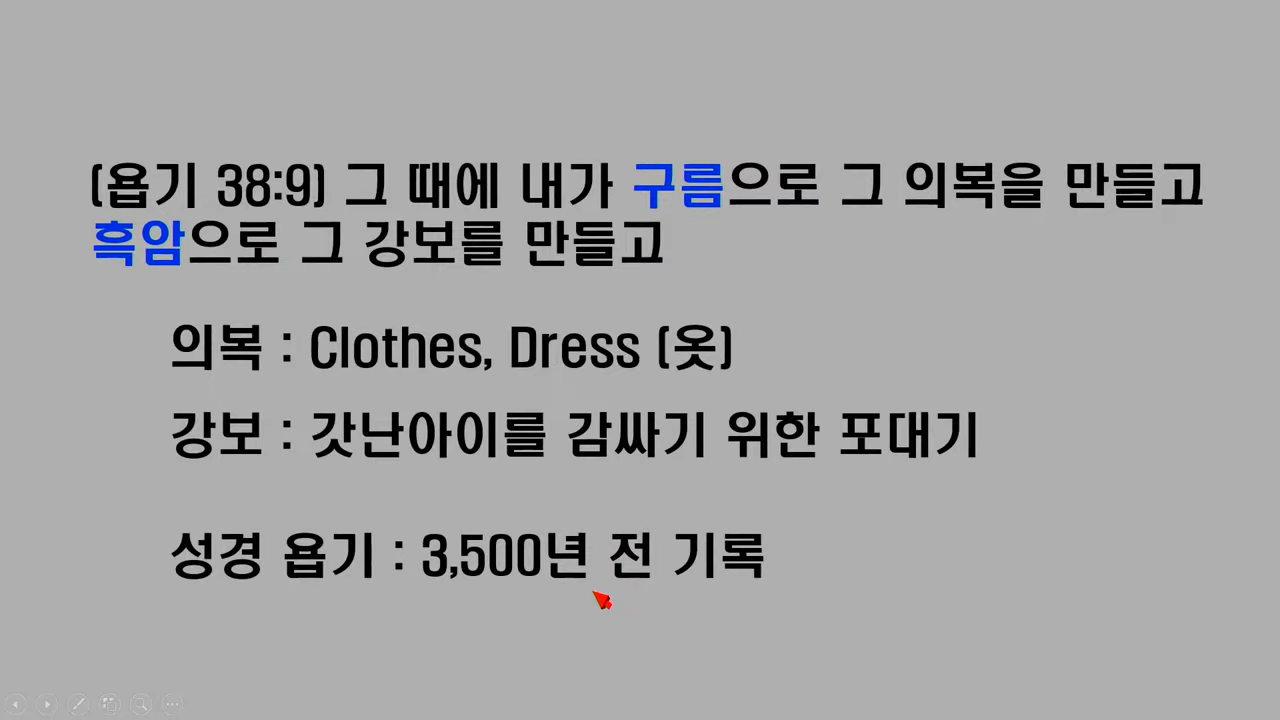 (욥기 38:9) 그 때에 내가 구름으로 그 의복을 만들고
흑암으로 그 강보를 만들고
의복 : Clothes, Dress (옷)
강보 : 갓난아이를 감싸기 위한 포대기
성경 욥기 : 3,500년 전 기록